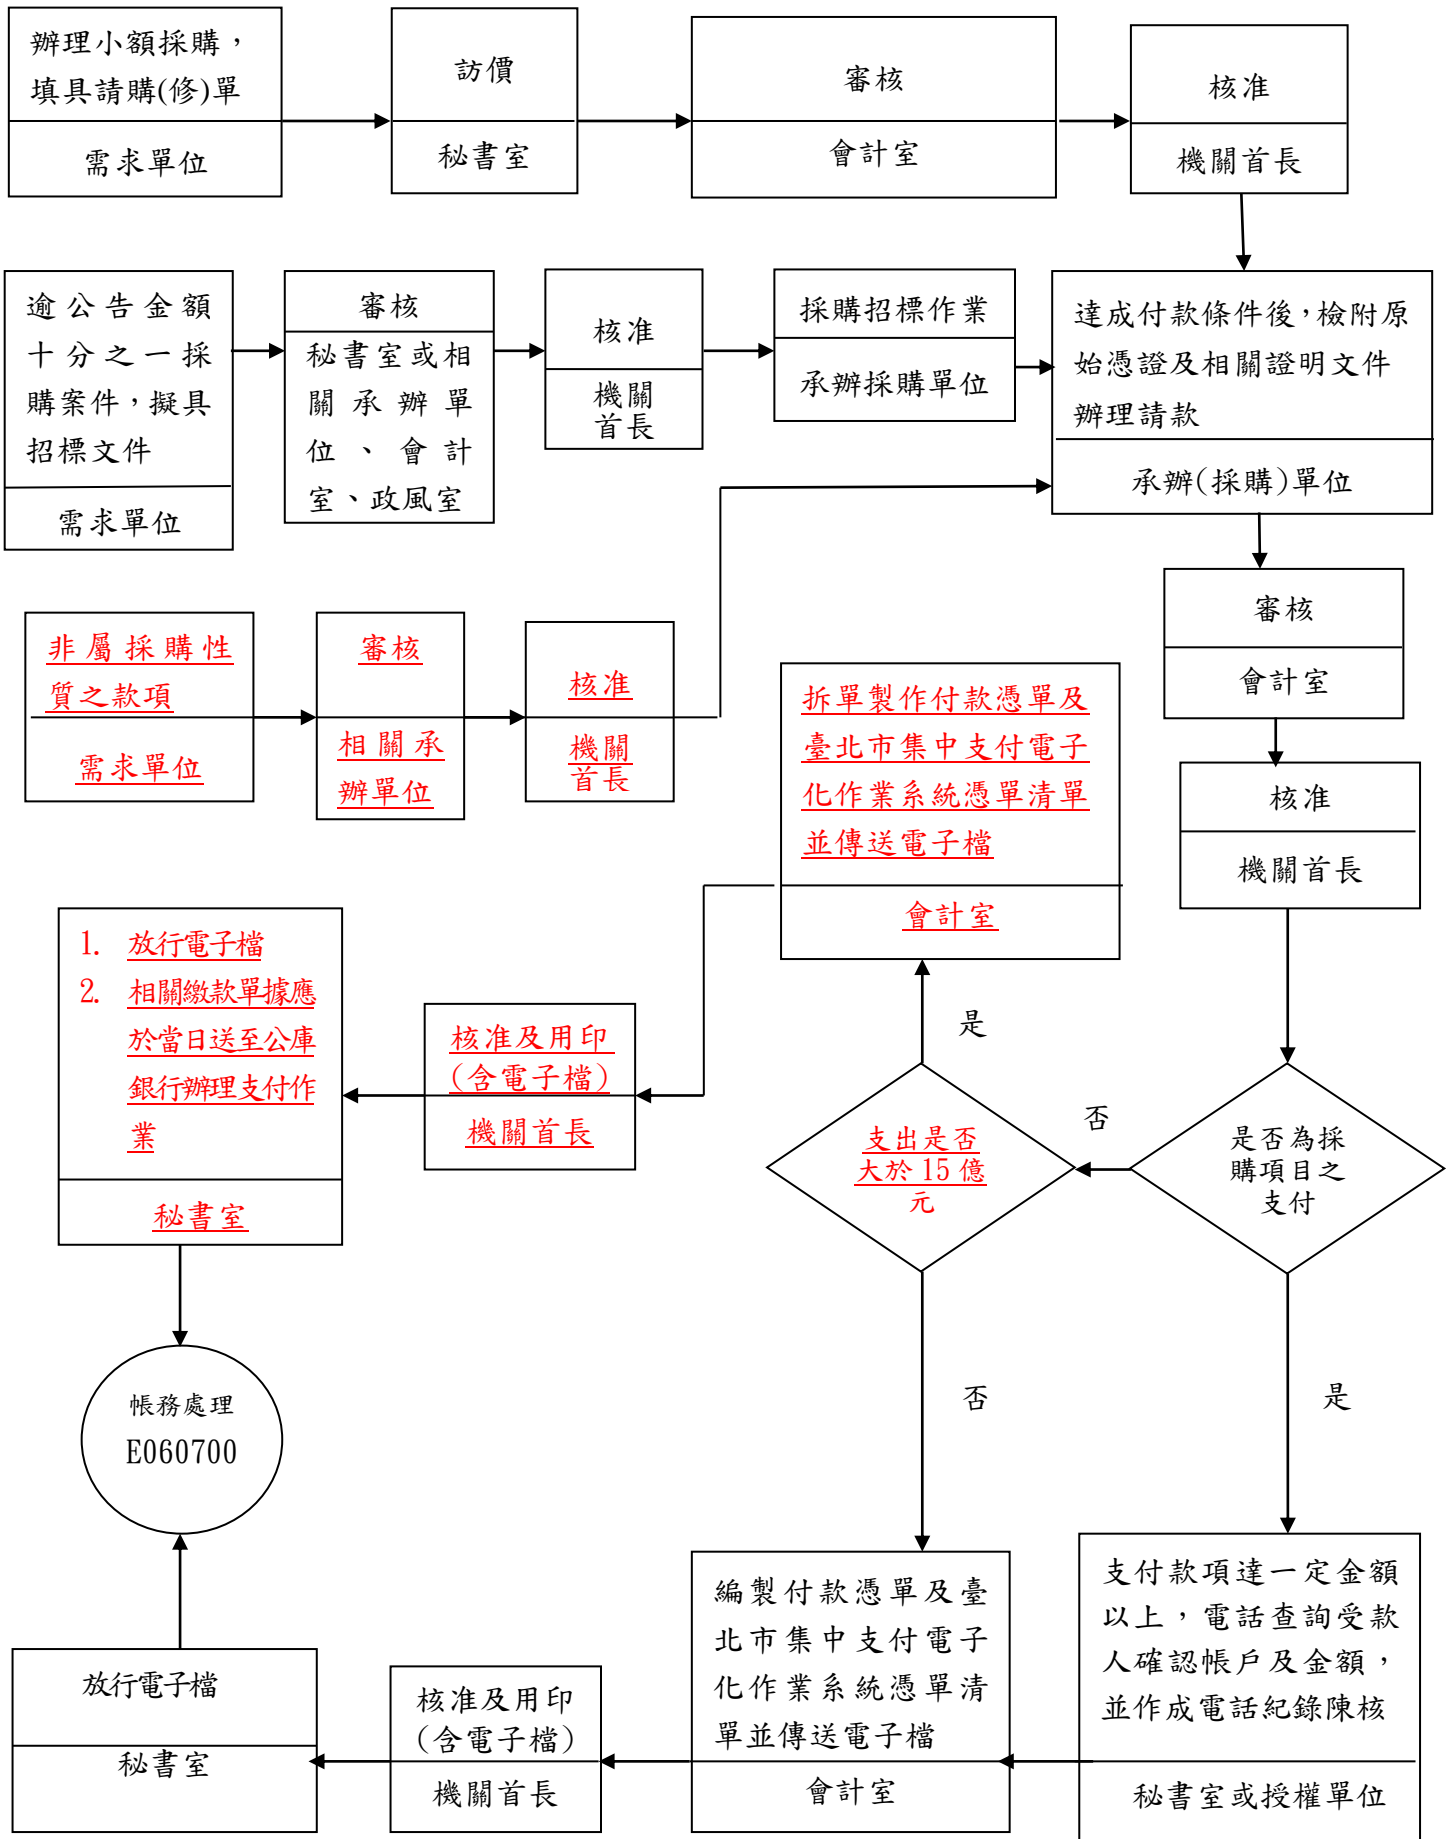 辦理小額採購，
填具請購(修)單
需求單位
訪價
秘書室
審核
會計室
核准
機關首長
逾公告金額
十分之一採
購案件，擬具
招標文件
需求單位
審核
秘書室或相
關承辦單
位、會計
室、政風室
核准
機關
首長
採購招標作業
承辦採購單位
達成付款條件後，檢附原
始憑證及相關證明文件
辦理請款
承辦(採購)單位
非屬採購性
質之款項
需求單位
審核
相關承
辦單位
核准
機關
首長
審核
會計室
核准
機關首長
拆單製作付款憑單及
臺北市集中支付電子
化作業系統憑單清單
並傳送電子檔
會計室
1. 放行電子檔
2. 相關繳款單據應
於當日送至公庫
銀行辦理支付作
業
秘書室
核准及用印
(含電子檔)
機關首長
是
否
支出是否
大於 15 億
元
是否為採
購項目之
支付
否
是
帳務處理
E060700
放行電子檔
秘書室
核准及用印
(含電子檔)
機關首長
編製付款憑單及臺
北市集中支付電子
化作業系統憑單清
單並傳送電子檔
會計室
支付款項達一定金額
以上，電話查詢受款
人確認帳戶及金額，
並作成電話紀錄陳核
秘書室或授權單位